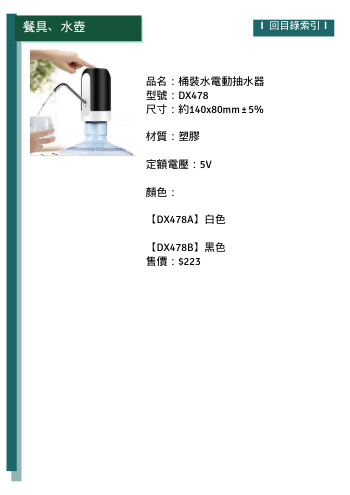 餐具、水壺
回目錄索引
品名：桶裝水電動抽水器
型號：DX478
尺寸：約140x80mm±5%
材質：塑膠
定額電壓：5V
顏色：
【DX478A】白色
【DX478B】黑色
售價：$223